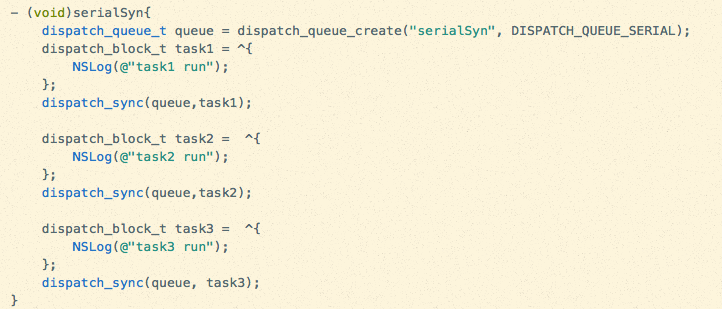 - (void)serialSyn{
    dispatch_queue_t queue = dispatch_queue_create("serialSyn", DISPATCH_QUEUE_SERIAL);
    dispatch_block_t task1 = ^{
        NSLog(@"task1 run");
    };
    dispatch_sync(queue,task1);

    dispatch_block_t task2 =  ^{
        NSLog(@"task2 run");
    };
    dispatch_sync(queue,task2);

    dispatch_block_t task3 =  ^{
        NSLog(@"task3 run");
    };
    dispatch_sync(queue, task3);
}